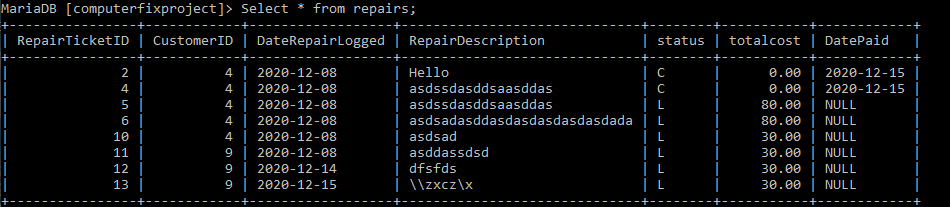 MariaDB [computerfixproject]> Select * from repairs;
+----------------+------------+------------------+-----------------------------+--------+-----------+------------+
| RepairTicketID | CustomerID | DateRepairLogged | RepairDescription           | status | totalcost | DatePaid   |
+----------------+------------+------------------+-----------------------------+--------+-----------+------------+
|              2 |          4 | 2020-12-08       | Hello                       | C      |      0.00 | 2020-12-15 |
|              4 |          4 | 2020-12-08       | asdssdasddsaasddas          | C      |      0.00 | 2020-12-15 |
|              5 |          4 | 2020-12-08       | asdssdasddsaasddas          | L      |     80.00 | NULL       |
|              6 |          4 | 2020-12-08       | asdsadasddasdasdasdasdasdada | L      |     80.00 | NULL       |
|             10 |          4 | 2020-12-08       | asdsad                      | L      |     30.00 | NULL       |
|             11 |          9 | 2020-12-08       | asddassdsd                  | L      |     30.00 | NULL       |
|             12 |          9 | 2020-12-14       | dfsfds                      | L      |     30.00 | NULL       |
|             13 |          9 | 2020-12-15       | \\zxcz\x                    | L      |     30.00 | NULL       |
+----------------+------------+------------------+-----------------------------+--------+-----------+------------+